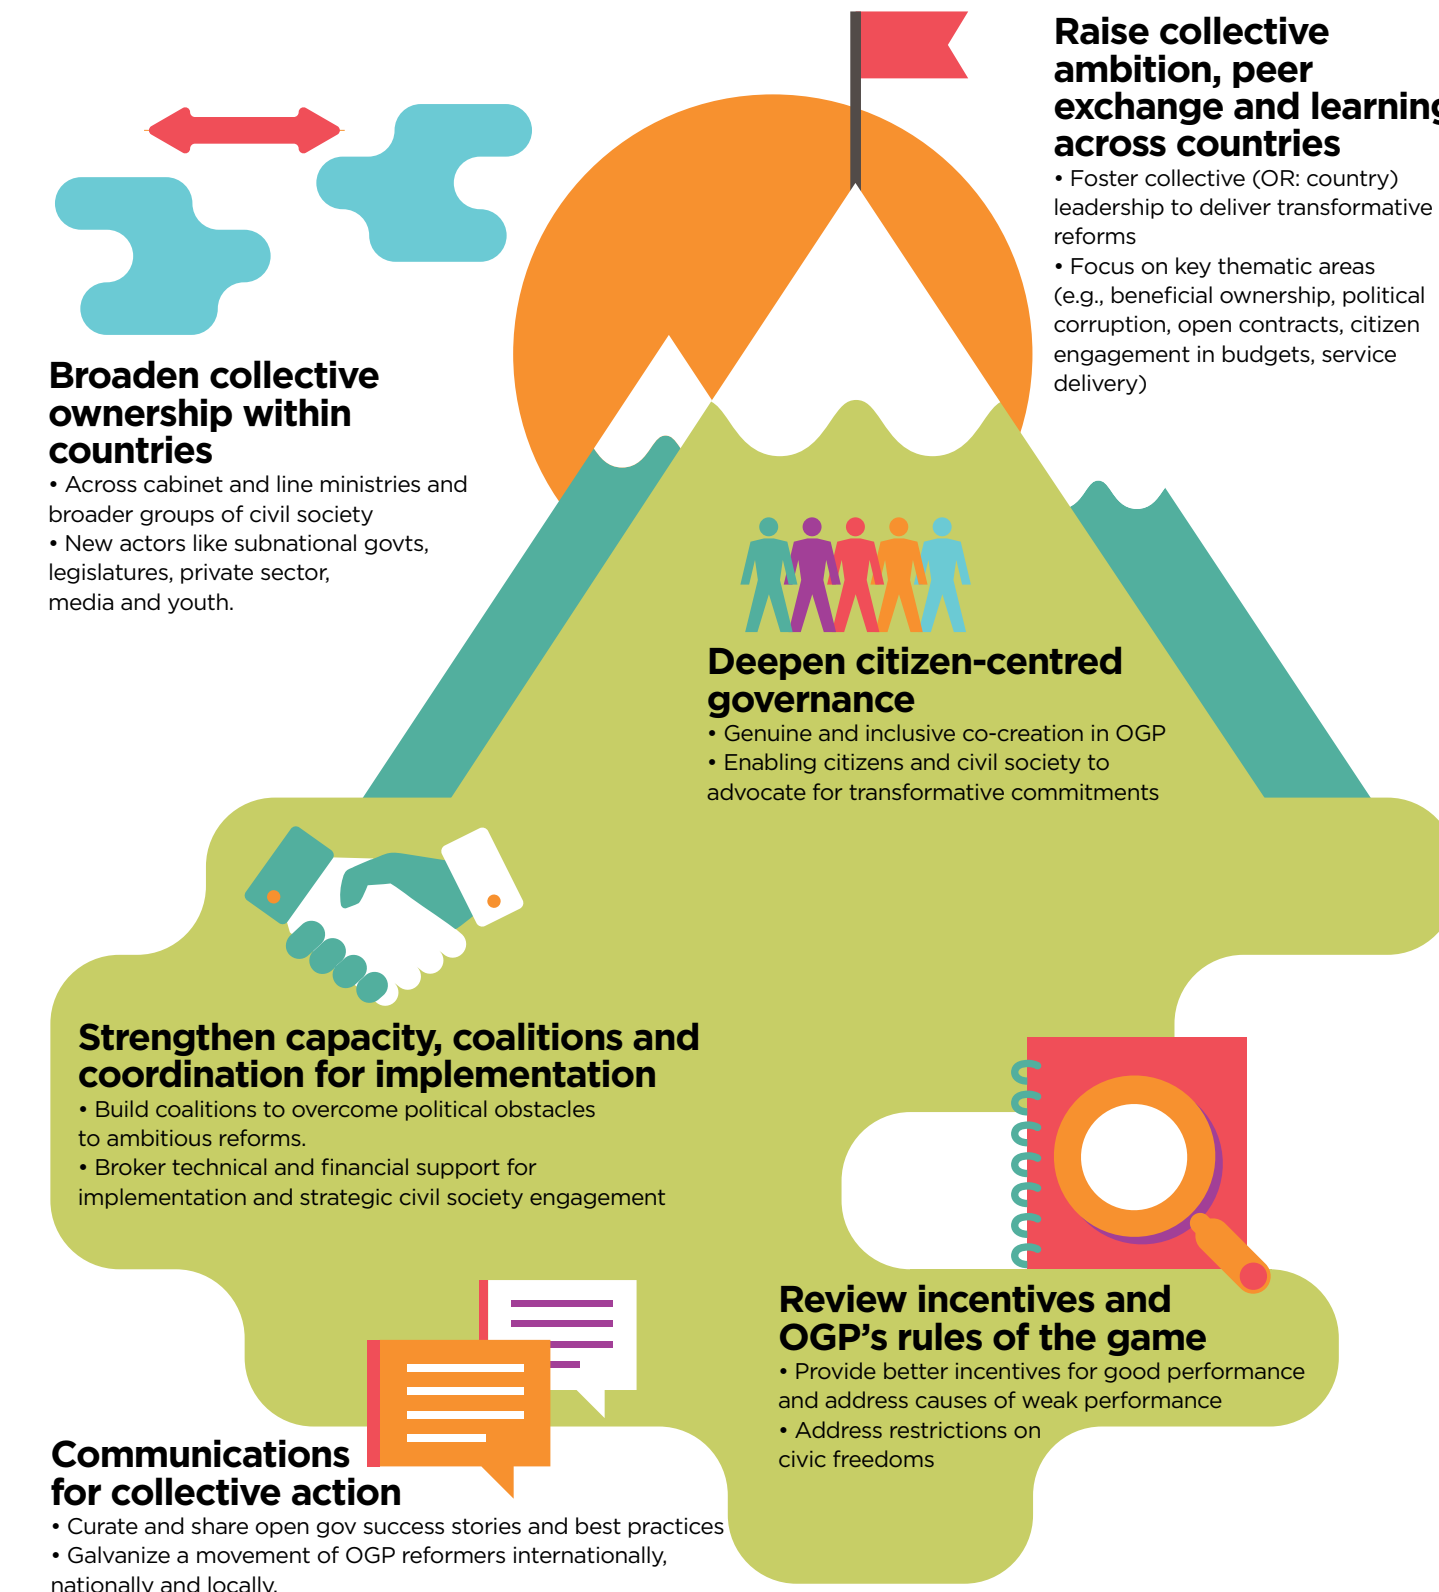 Raise collective
ambition, peer
exchange and learning
across countries
• Foster collective (OR: country)
leadership to deliver transformative
reforms
• Focus on key thematic areas
(e.g., beneficial ownership, political
corruption, open contracts, citizen
engagement in budgets, service
delivery)
Broaden collective
ownership within
countries
• Across cabinet and line ministries and
broader groups of civil society
• New actors like subnational govts,
legislatures, private sector,
media and youth.
Deepen citizen-centred
governance
• Genuine and inclusive co-creation in OGP
• Enabling citizens and civil society to
advocate for transformative commitments
Strengthen capacity, coalitions and
coordination for implementation
• Build coalitions to overcome political obstacles
to ambitious reforms.
• Broker technical and financial support for
implementation and strategic civil society engagement
Review incentives and
OGP’s rules of the game
• Provide better incentives for good performance
and address causes of weak performance
• Address restrictions on
civic freedoms
Communications
for collective action
• Curate and share open gov success stories and best practices
• Galvanize a movement of OGP reformers internationally,
nationally and locally.